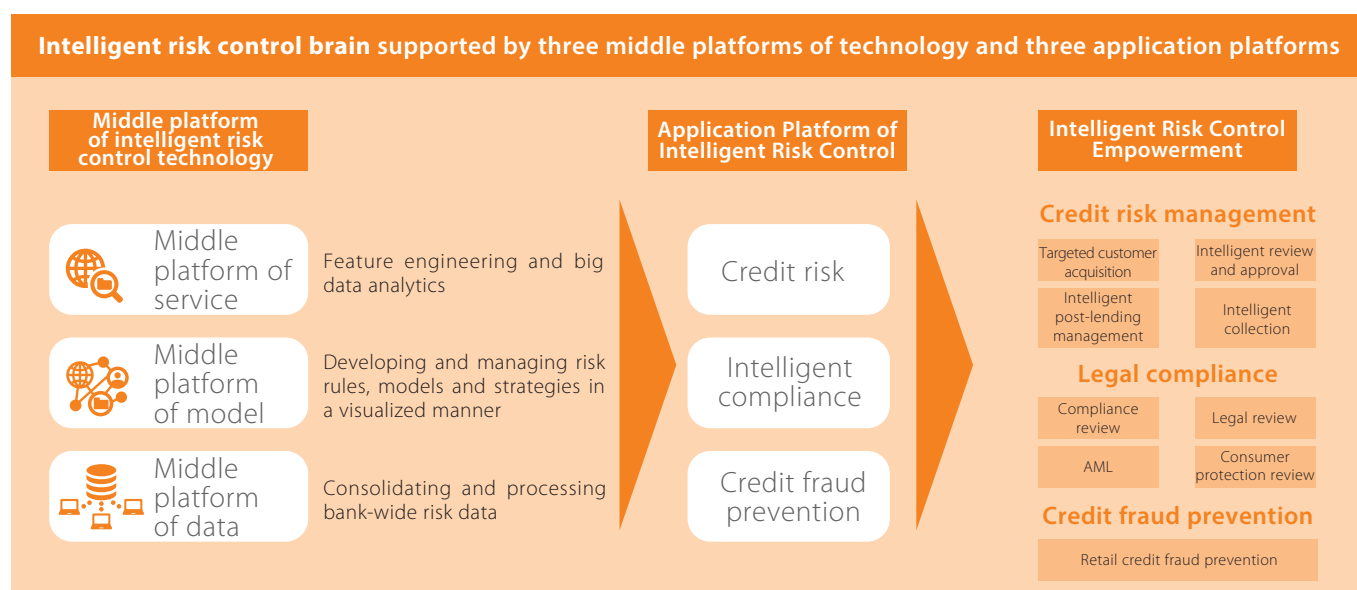 Intelligent risk control brain supported by three middle platforms of technology and three application platforms
Middle platform
of intelligent risk
control technology
Middle
platform of
service
Feature engineering and big
data analytics
Middle
platform
of model
Developing and managing risk
rules, models and strategies in
a visualized manner
Middle
platform
of data
Consolidating and processing
bank-wide risk data
Application Platform of
Intelligent Risk Control
Credit risk
Intelligent
compliance
Credit fraud
prevention
Intelligent Risk Control
Empowerment
Credit risk management
Targeted customer
acquisition
Intelligent review
and approval
Intelligent
post-lending
management
Intelligent
collection
Legal compliance
Compliance
review
Legal review
AML
Consumer
protection review
Credit fraud prevention
Retail credit fraud prevention